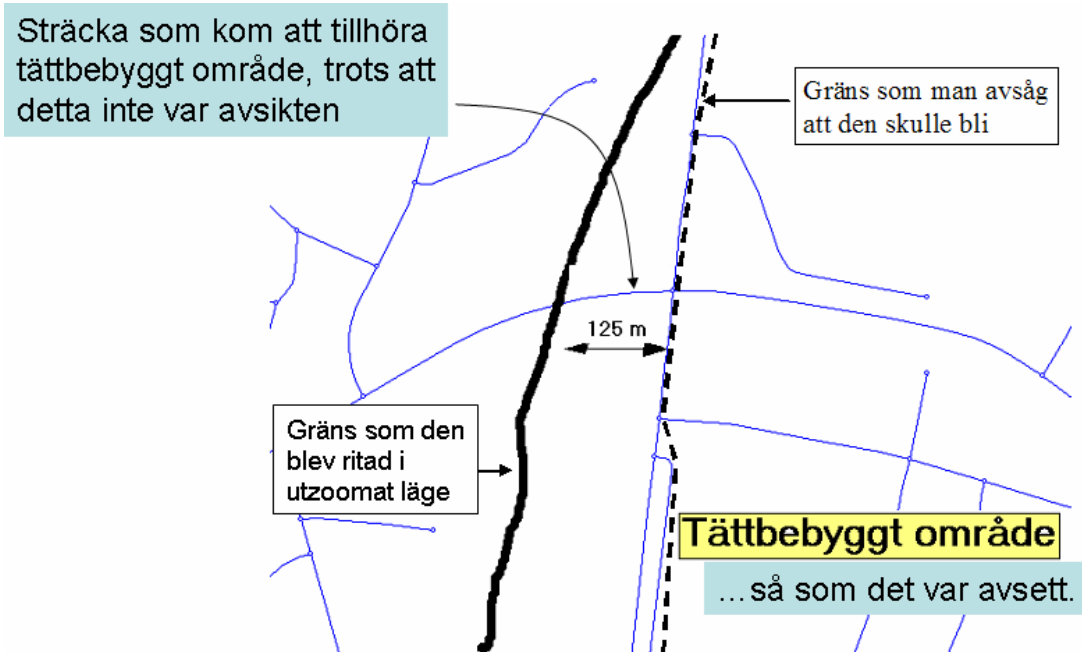 Sträcka som kom att tillhöra
tättbebyggt område, trots att
detta inte var avsikten
Gräns som man avsåg
att den skulle bli
125 m
Gräns som den
blev ritad i
utzoomat läge
Tättbebyggt område
...så som det var avsett.